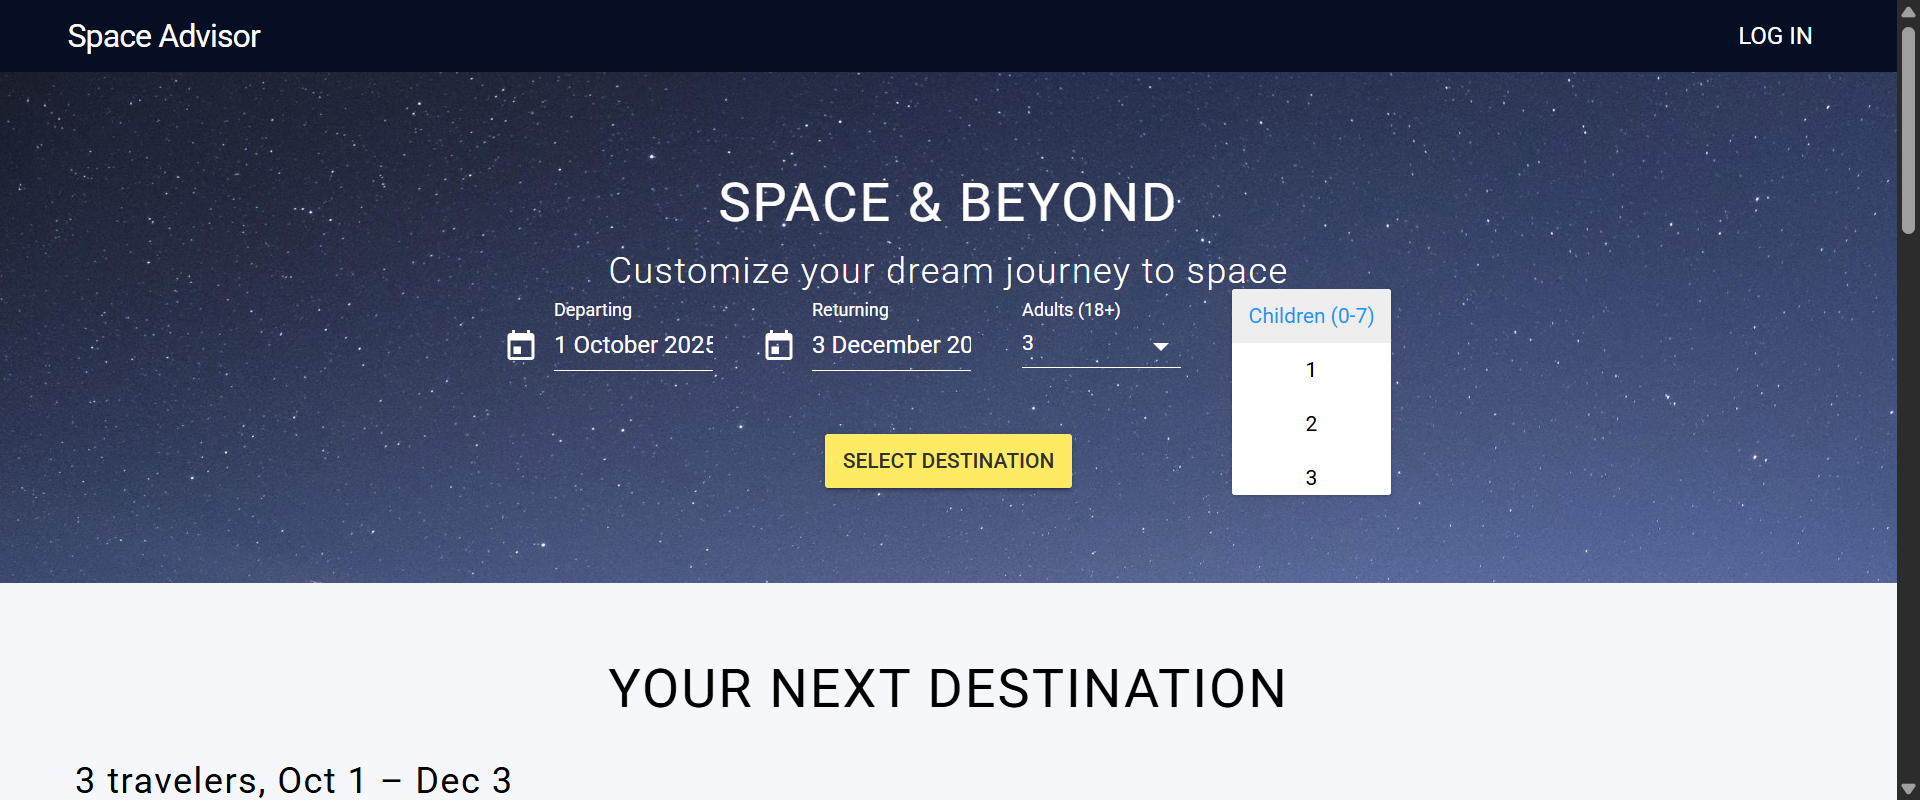 Space Advisor
LOG IN
SPACE & BEYOND
Customize your dream journey to space
Departing
1 October 2025
Returning
3 December 20
Adults (18+)
3
Children (0-7)
1
2
3
SELECT DESTINATION
YOUR NEXT DESTINATION
3 travelers, Oct 1 – Dec 3